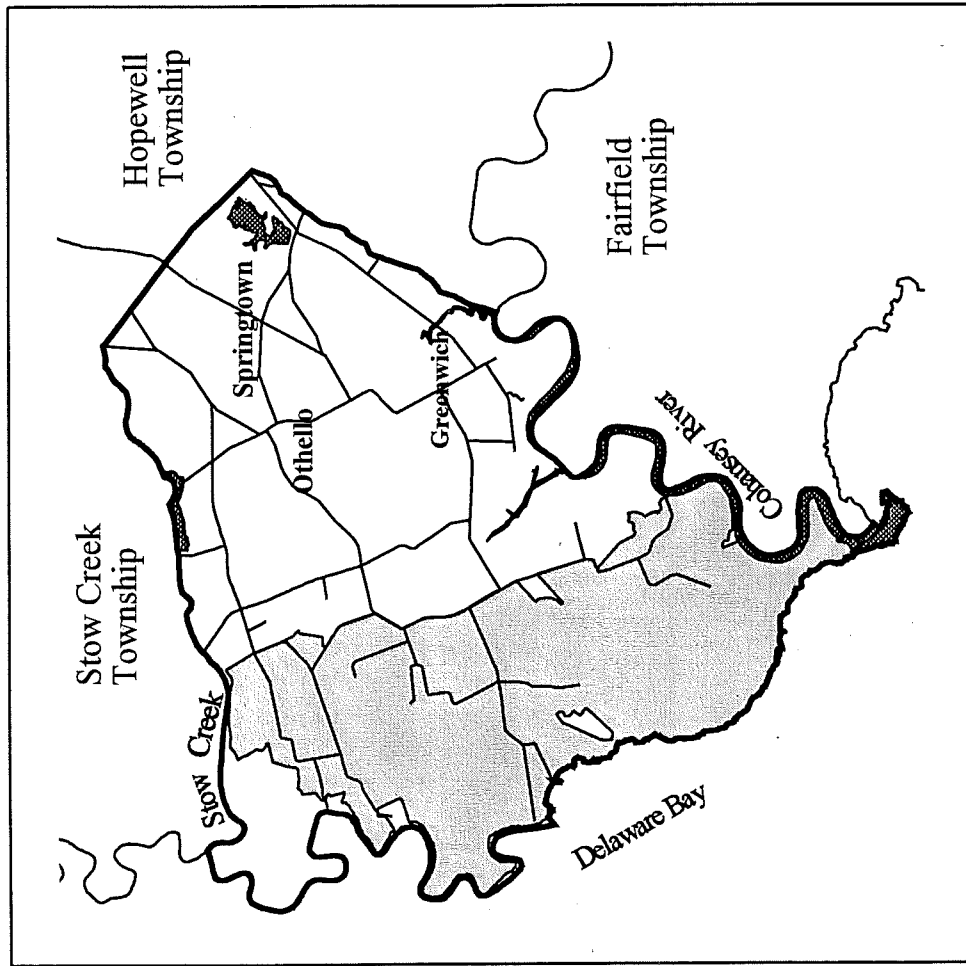 Hopewell
Township
Stow Creek
Township
Fairfield
Township
Springtown
Othello
Greenwich
Stow Creek
Cohansey River
Delaware Bay